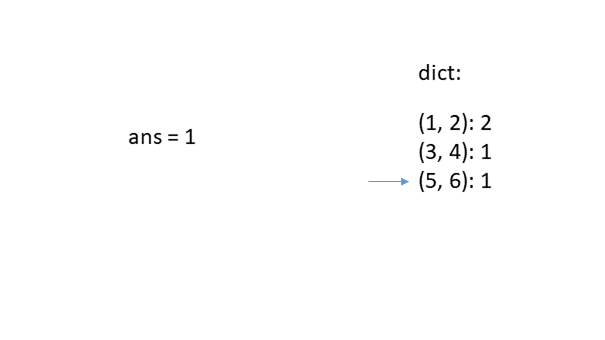 dict:
ans = 1
(1, 2): 2
(3, 4): 1
(5, 6): 1